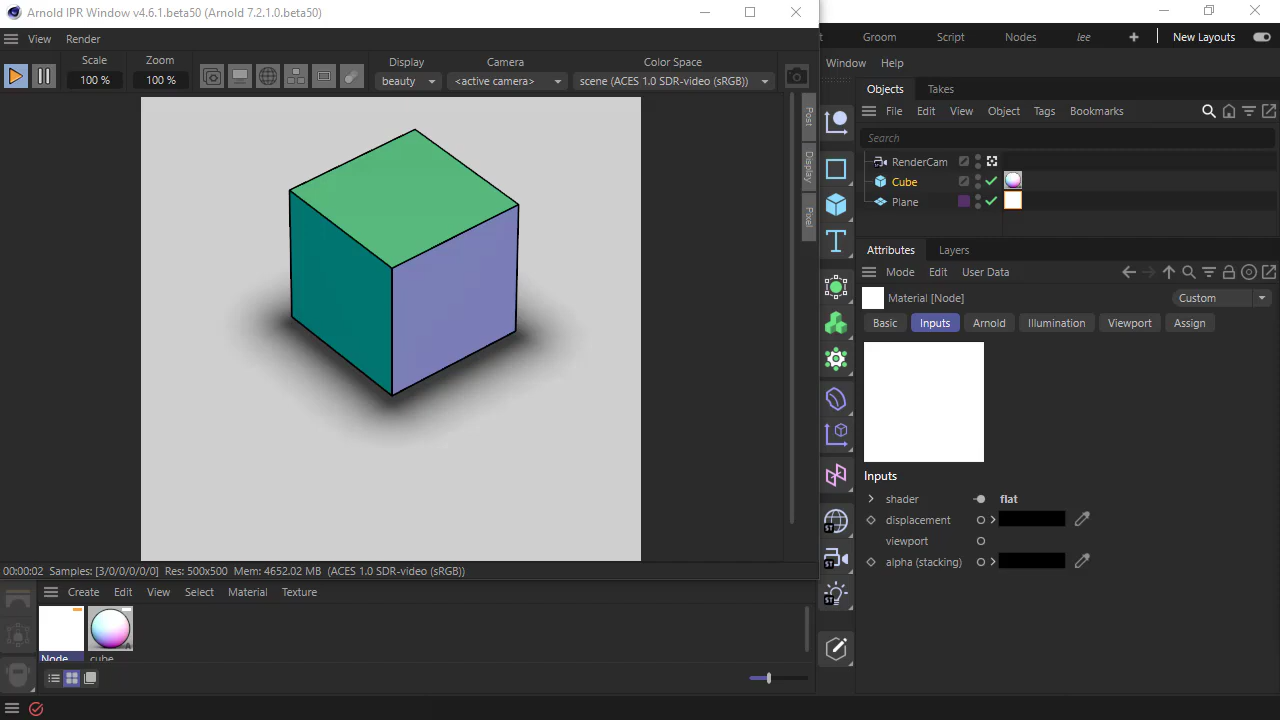 Arnold IPR Window v4.6.1.beta50 (Arnold 7.2.1.0.beta50)
View Render
Scale Zoom Display Camera Color Space
100 % 100 % beauty <active camera> scene (ACES 1.0 SDR-video (sRGB))
Post
Display
Pixel
00:00:02 Samples: [3/0/0/0/0/0] Res: 500x500 Mem: 4652.02 MB (ACES 1.0 SDR-video (sRGB))
Create Edit View Select Material Texture
Node cube
Groom Script Nodes lee + New Layouts
Window Help
Objects Takes
File Edit View Object Tags Bookmarks
Search
RenderCam
Cube
Plane
Attributes Layers
Mode Edit User Data
Material [Node] Custom
Basic Inputs Arnold Illumination Viewport Assign
Inputs
shader flat
displacement
viewport
alpha (stacking)
ST
ST
ST